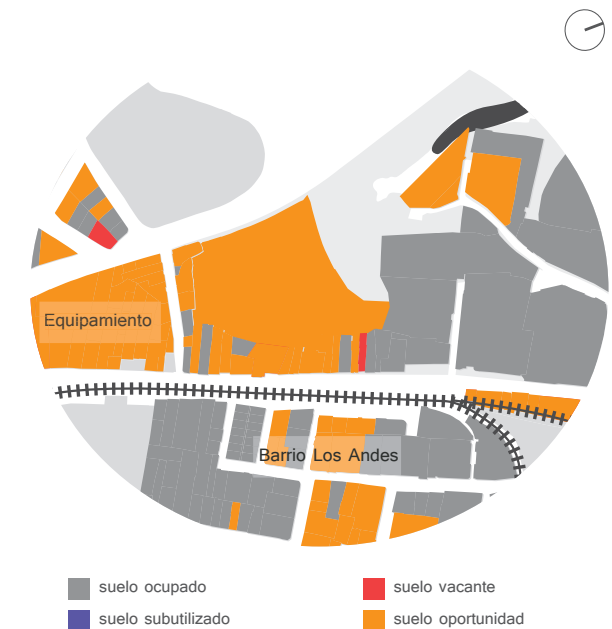 Equipamiento
Barrio Los Andes
suelo ocupado
suelo vacante
suelo subutilizado
suelo oportunidad